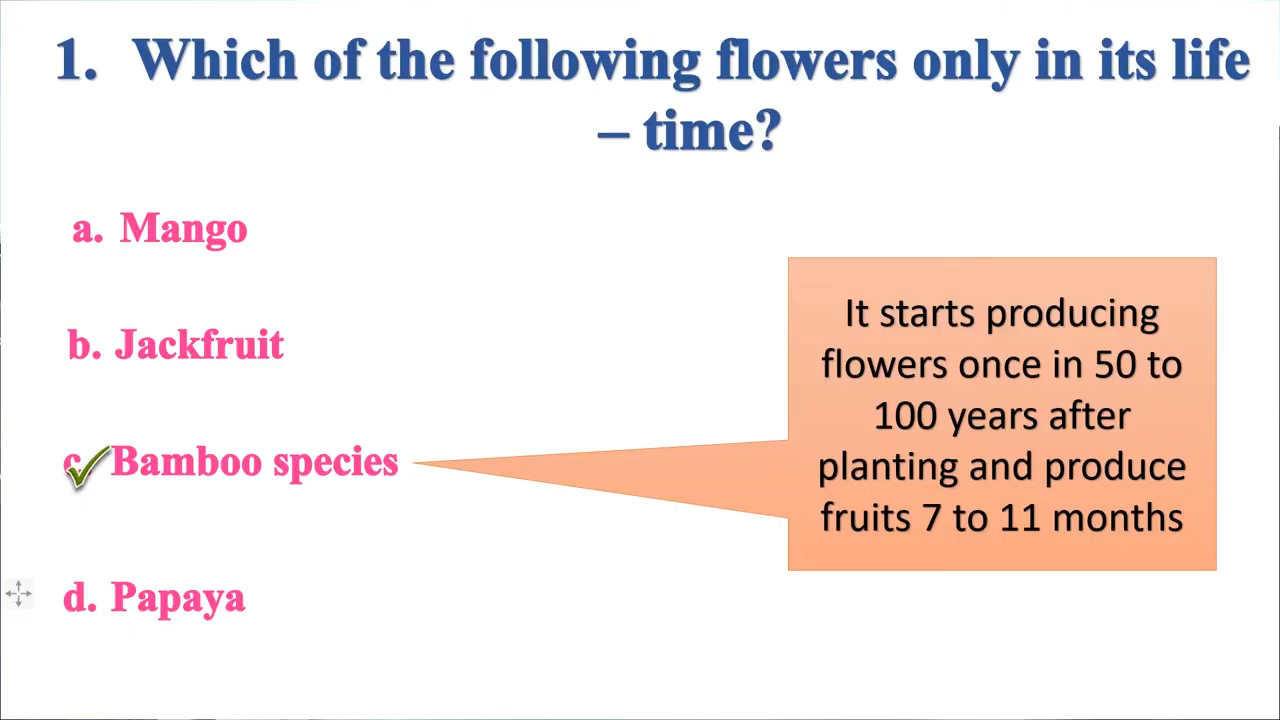 1. Which of the following flowers only in its life
– time?
a. Mango
b. Jackfruit
c. Bamboo species
d. Papaya
It starts producing
flowers once in 50 to
100 years after
planting and produce
fruits 7 to 11 months